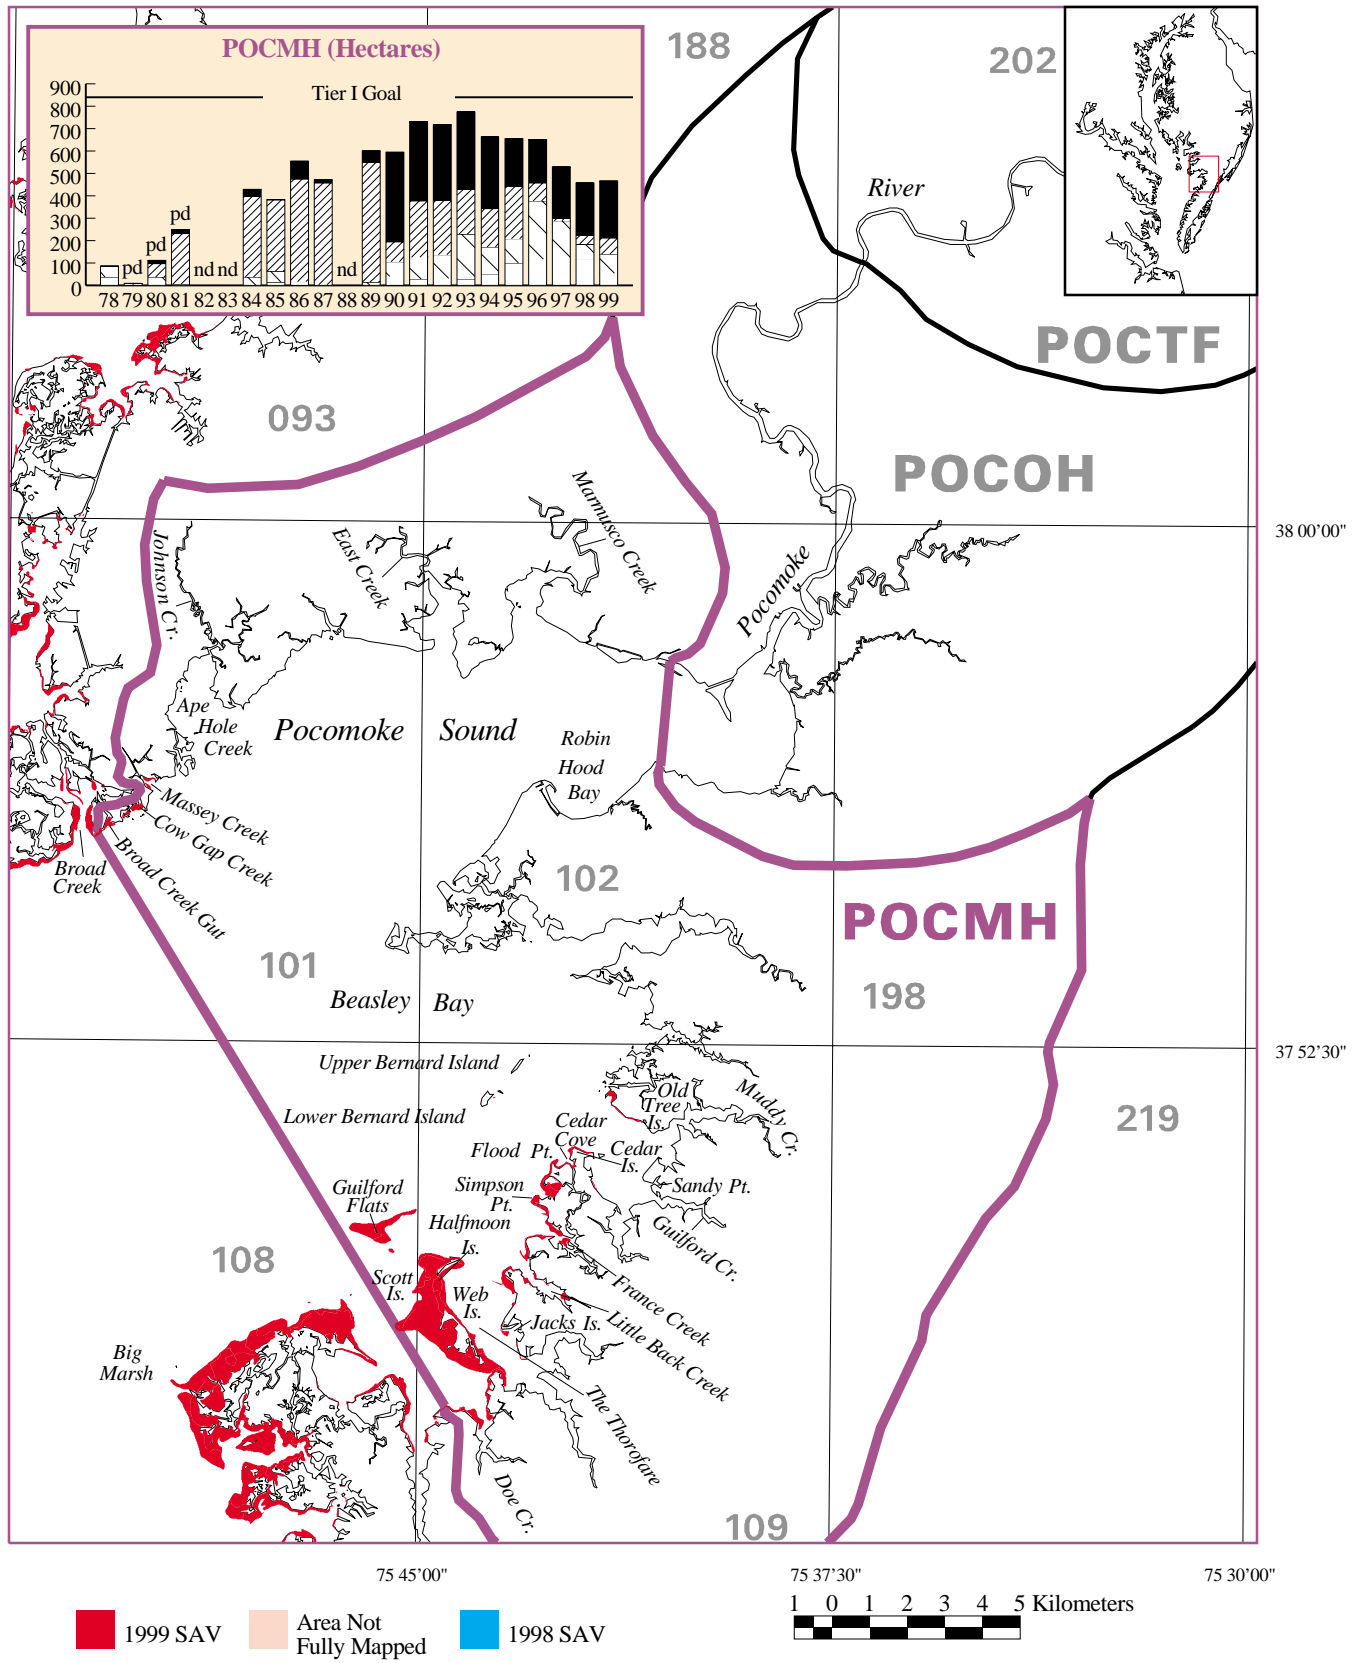 POCMH (Hectares)
900
800
700
600
500
400
300
200
100
0
Tier I Goal
pd
pd
pd
nd nd
nd
78 79 80 81 82 83 84 85 86 87 88 89 90 91 92 93 94 95 96 97 98 99
188
202
River
POCTF
093
POCOH
38 00'00"
Marmusco Creek
East Creek
Johnson Cr.
Pocomoke
Ape
Hole
Creek
Pocomoke Sound
Robin
Hood
Bay
Massey Creek
Cow Gap Creek
Broad Creek Gut
Broad
Creek
102
POCMH
101
198
Beasley Bay
37 52'30"
Upper Bernard Island
Lower Bernard Island
Old
Tree
Is.
Muddy Cr.
219
Cedar
Cove
Flood Pt.
Cedar
Is.
Simpson
Pt.
Sandy Pt.
Guilford
Flats
Halfmoon
Is.
Guilford Cr.
108
Scott
Is.
Web
Is.
France Creek
Jacks Is.
Little Back Creek
Big
Marsh
The Thorofare
Doe Cr.
109
75 45'00"
75 37'30"
75 30'00"
1 0 1 2 3 4 5 Kilometers
1999 SAV
Area Not
Fully Mapped
1998 SAV